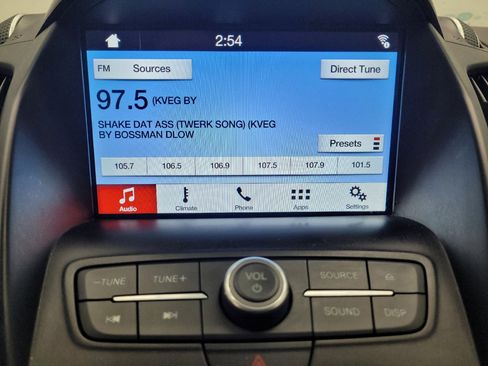 2:54
FM Sources
Direct Tune
97.5 (KVEG BY
SHAKE DAT ASS (TWERK SONG) (KVEG
BY BOSSMAN DLOW
Presets
105.7 106.5 106.9 107.5 107.9 101.5
Audio Climate Phone Apps Settings
−TUNE TUNE+ VOL SOURCE
SOUND DISP